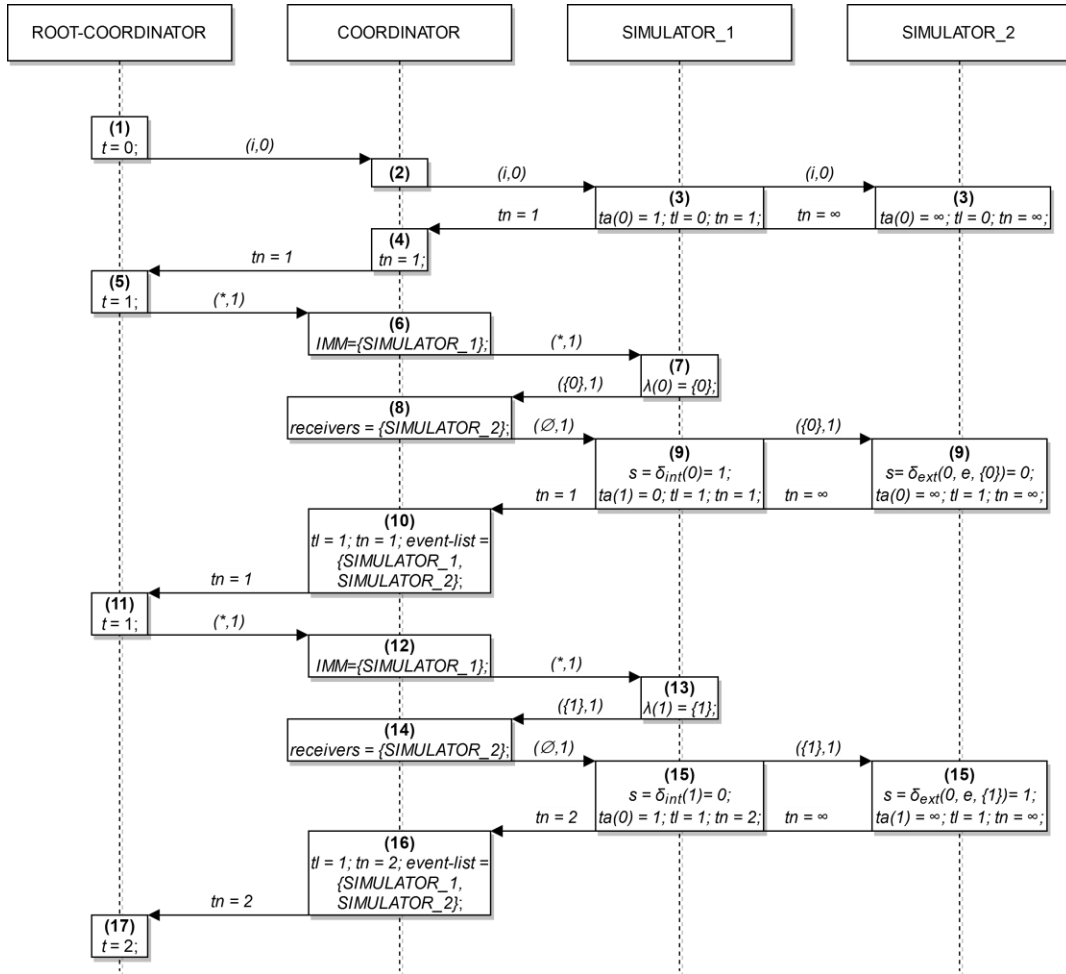 ROOT-COORDINATOR
COORDINATOR
SIMULATOR_1
SIMULATOR_2
(1)
t = 0;
(i,0)
(2)
(i,0)
(i,0)
(3)
ta(0) = 1; tl = 0; tn = 1;
(3)
ta(0) = ∞; tl = 0; tn = ∞;
tn = 1
tn = ∞
(4)
tn = 1;
tn = 1
(5)
t = 1;
(*,1)
(6)
IMM={SIMULATOR_1};
(*,1)
(7)
λ(0) = {0};
({0},1)
(8)
receivers = {SIMULATOR_2};
(∅,1)
({0},1)
(9)
s = δint(0)= 1;
ta(1) = 0; tl = 1; tn = 1;
(9)
s= δext(0, e, {0})= 0;
ta(0) = ∞; tl = 1; tn = ∞;
tn = 1
tn = ∞
(10)
tl = 1; tn = 1; event-list =
{SIMULATOR_1,
SIMULATOR_2};
tn = 1
(11)
t = 1;
(*,1)
(12)
IMM={SIMULATOR_1};
(*,1)
(13)
λ(1) = {1};
({1},1)
(14)
receivers = {SIMULATOR_2};
(∅,1)
({1},1)
(15)
s = δint(1)= 0;
ta(0) = 1; tl = 1; tn = 2;
(15)
s = δext(0, e, {1})= 1;
ta(1) = ∞; tl = 1; tn = ∞;
tn = 2
tn = ∞
(16)
tl = 1; tn = 2; event-list =
{SIMULATOR_1,
SIMULATOR_2};
tn = 2
(17)
t = 2;